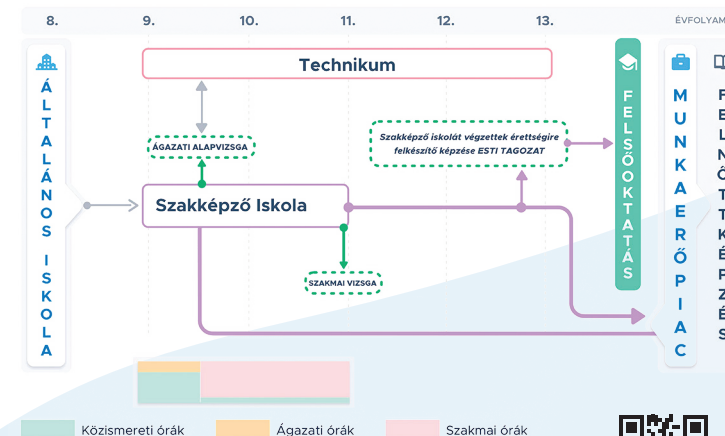 8. 9. 10. 11. 12. 13. ÉVFOLYAM
ÁLTALÁNOS ISKOLA
Technikum
ÁGAZATI ALAPVIZSGA
Szakképző iskolát végzettek érettségire
felkészítő képzése ESTI TAGOZAT
Szakképző Iskola
SZAKMAI VIZSGA
FELSŐOKTATÁS
MUNKAERŐPIAC
FELNŐTTKÉPZÉS
Közismereti órák
Ágazati órák
Szakmai órák